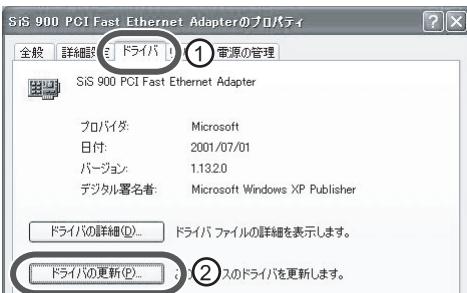 SiS 900 PCI Fast Ethernet Adapterのプロパティ
全般 詳細設定 ドライバ ① 電源の管理
SiS 900 PCI Fast Ethernet Adapter
プロバイダ: Microsoft
日付: 2001/07/01
バージョン: 1.13.2.0
デジタル署名者: Microsoft Windows XP Publisher
ドライバの詳細(D)... ドライバ ファイルの詳細を表示します。
ドライバの更新(P)... ② スのドライバを更新します。